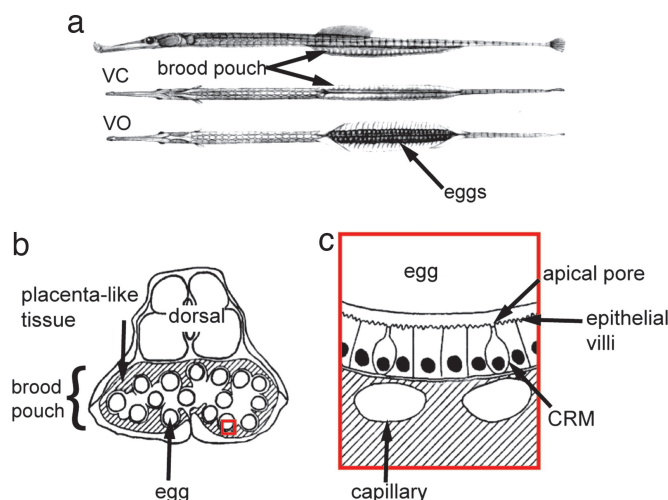 a
brood pouch
VC
VO
eggs
b
placenta-like
tissue
dorsal
brood
pouch
egg
c
egg
apical pore
epithelial
villi
CRM
capillary